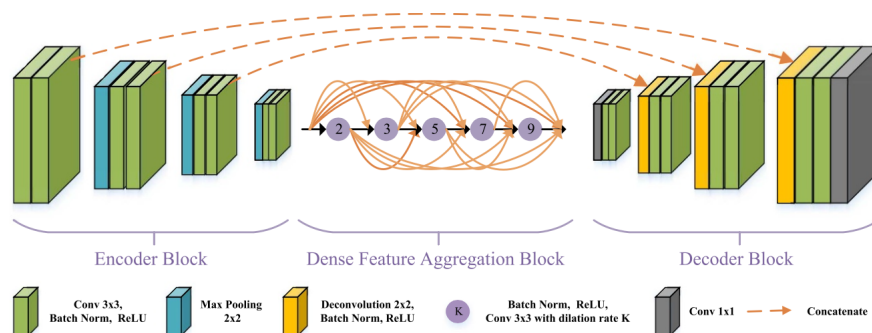 2 3 5 7 9
Encoder Block Dense Feature Aggregation Block Decoder Block
Conv 3x3,
Batch Norm, ReLU
Max Pooling
2x2
Deconvolution 2x2,
Batch Norm, ReLU
K
Batch Norm, ReLU,
Conv 3x3 with dilation rate K
Conv 1x1
Concatenate